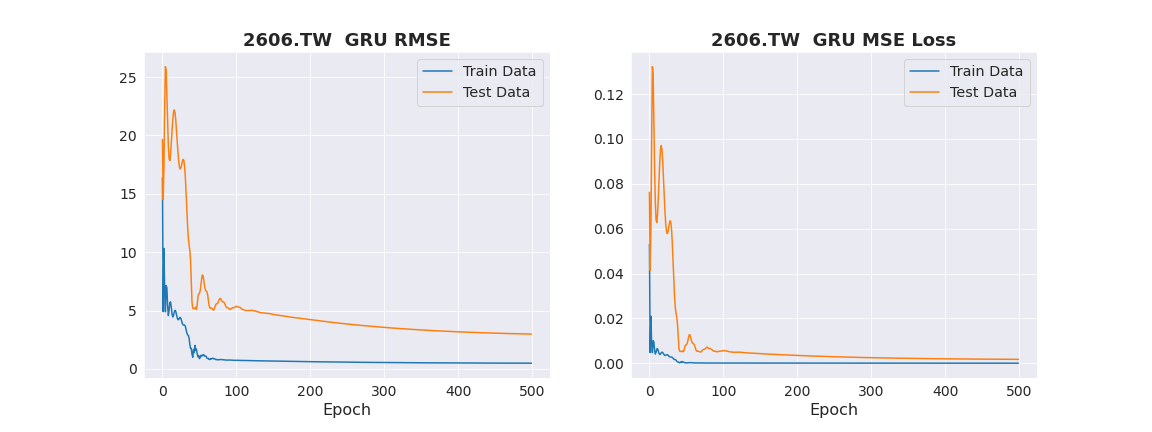 2606.TW  GRU RMSE
Train Data
Test Data
25
20
15
10
5
0
0 100 200 300 400 500
Epoch
2606.TW  GRU MSE Loss
Train Data
Test Data
0.12
0.10
0.08
0.06
0.04
0.02
0.00
0 100 200 300 400 500
Epoch